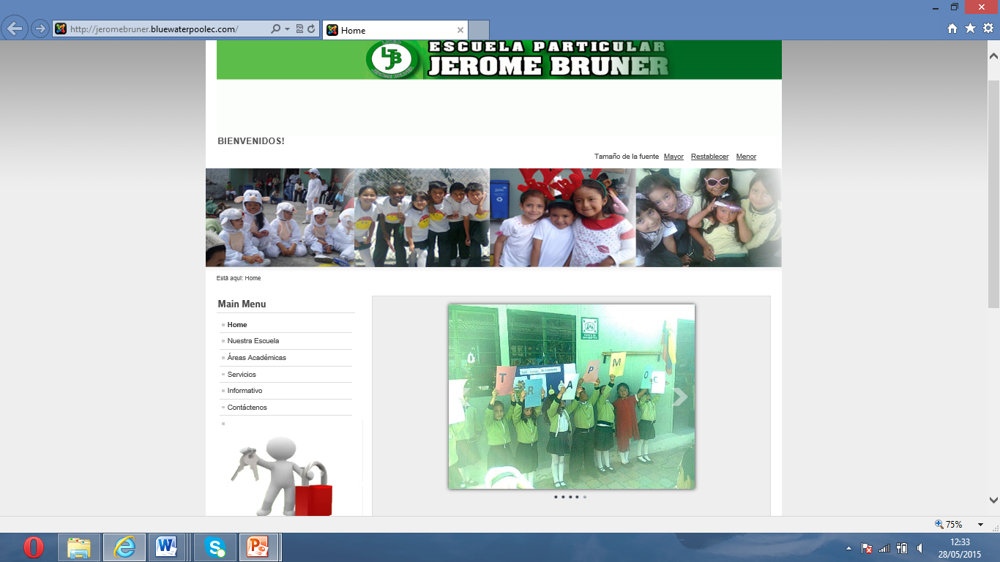 http://jeromebruner.bluewaterpoolec.com/
Home
LJB
ESCUELA PARTICULAR
JEROME BRUNER
BIENVENIDOS!
Tamaño de la fuente Mayor Restablecer Menor
Está aquí: Home
Main Menu
Home
Nuestra Escuela
Áreas Académicas
Servicios
Informativo
Contáctenos
O T R A P M O C
75%
12:33
28/05/2015